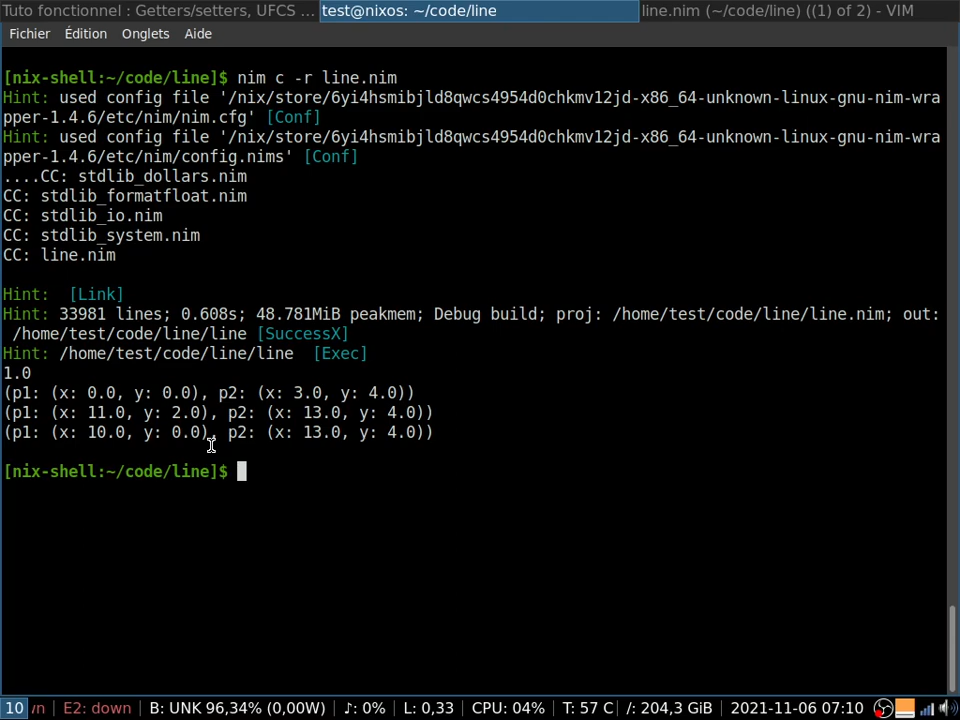 Tuto fonctionnel : Getters/setters, UFCS ... test@nixos: ~/code/line line.nim (~/code/line) ((1) of 2) - VIM
Fichier Édition Onglets Aide
[nix-shell:~/code/line]$ nim c -r line.nim
Hint: used config file '/nix/store/6yi4hsmibjld8qwcs4954d0chkmv12jd-x86_64-unknown-linux-gnu-nim-wra
pper-1.4.6/etc/nim/nim.cfg' [Conf]
Hint: used config file '/nix/store/6yi4hsmibjld8qwcs4954d0chkmv12jd-x86_64-unknown-linux-gnu-nim-wra
pper-1.4.6/etc/nim/config.nims' [Conf]
....CC: stdlib_dollars.nim
CC: stdlib_formatfloat.nim
CC: stdlib_io.nim
CC: stdlib_system.nim
CC: line.nim
Hint:  [Link]
Hint: 33981 lines; 0.608s; 48.781MiB peakmem; Debug build; proj: /home/test/code/line/line.nim; out:
 /home/test/code/line/line [SuccessX]
Hint: /home/test/code/line/line  [Exec]
1.0
(p1: (x: 0.0, y: 0.0), p2: (x: 3.0, y: 4.0))
(p1: (x: 11.0, y: 2.0), p2: (x: 13.0, y: 4.0))
(p1: (x: 10.0, y: 0.0), p2: (x: 13.0, y: 4.0))
[nix-shell:~/code/line]$
10 E2: down B: UNK 96,34% (0,00W) ♪: 0% L: 0,33 CPU: 04% T: 57 C /: 204,3 GiB 2021-11-06 07:10